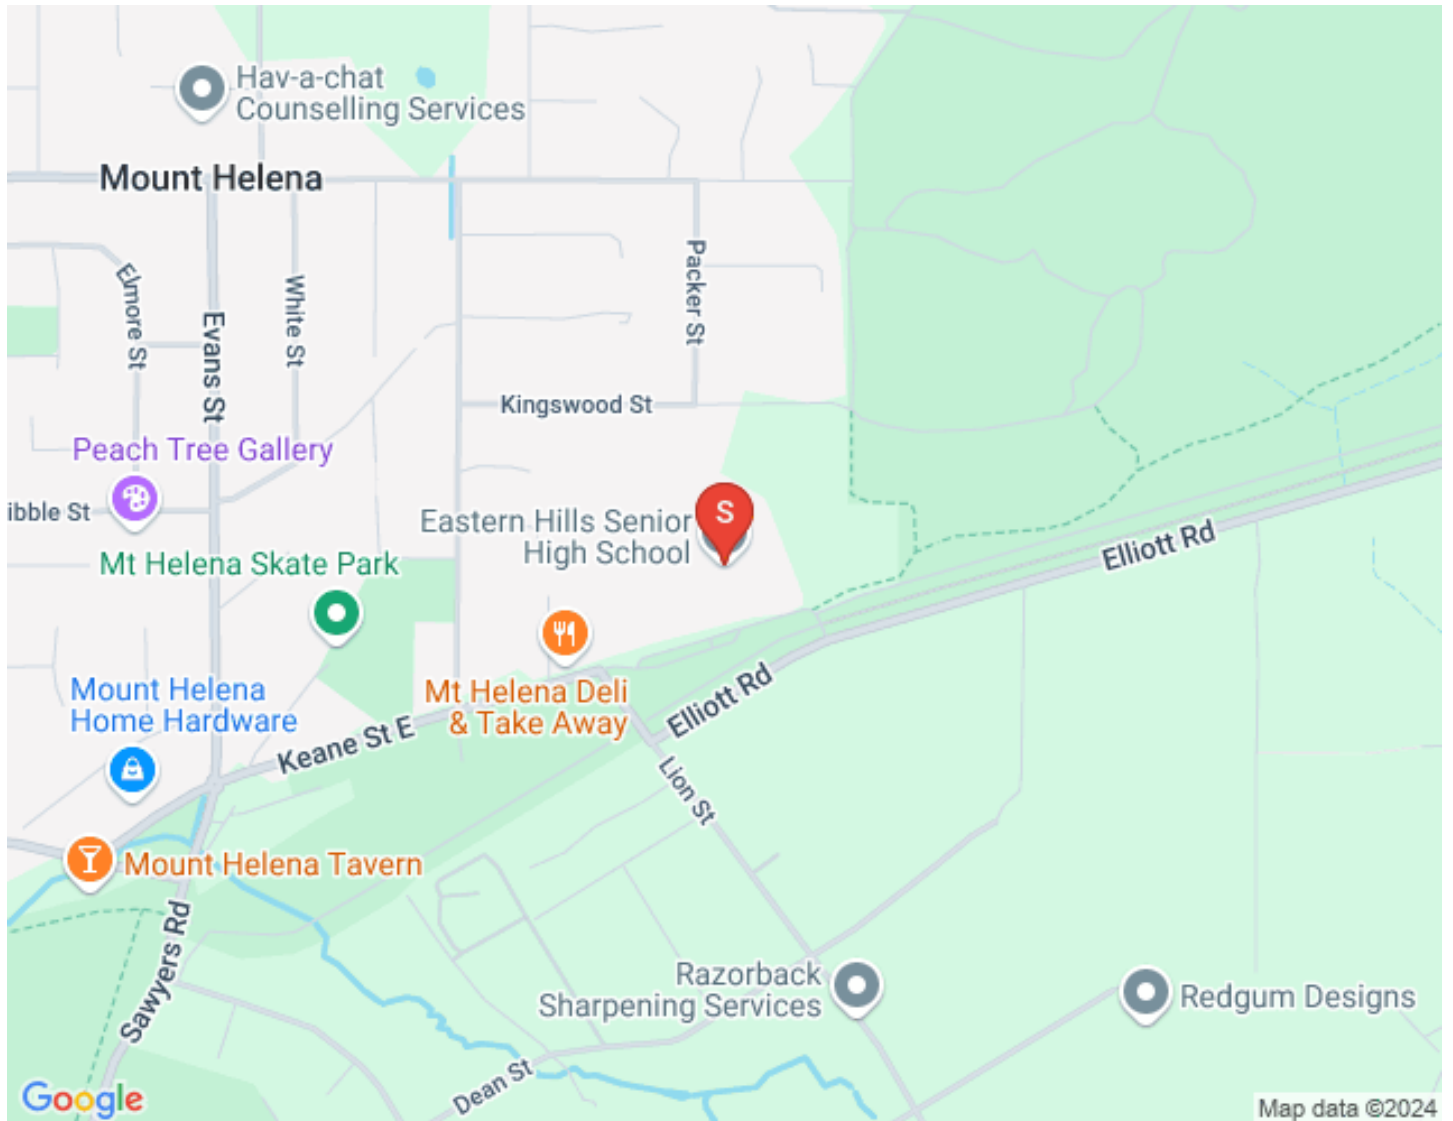 Hav-a-chat
Counselling Services
Mount Helena
Packer St
Elmore St
White St
Evans St
Kingswood St
Peach Tree Gallery
ibble St
Eastern Hills Senior
High School
S
Elliott Rd
Mt Helena Skate Park
Mount Helena
Home Hardware
Mt Helena Deli
& Take Away
Elliott Rd
Keane St E
Lion St
Mount Helena Tavern
Sawyers Rd
Razorback
Sharpening Services
Redgum Designs
Dean St
Google
Map data ©2024